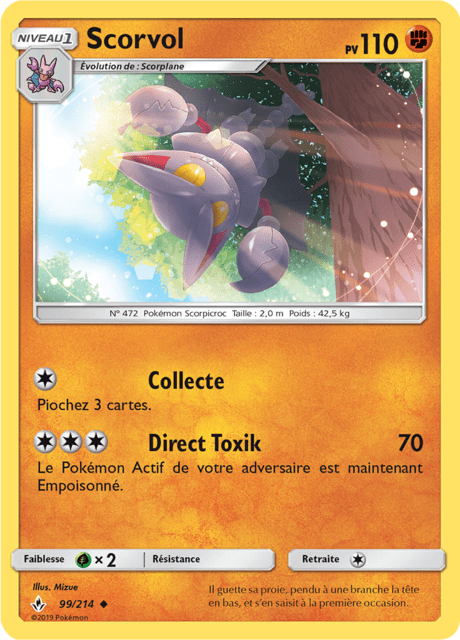 NIVEAU 1
Scorvol
PV 110
Évolution de : Scorplane
N° 472 Pokémon Scorpicroc Taille : 2,0 m Poids : 42,5 kg
Collecte
Piochez 3 cartes.
Direct Toxik 70
Le Pokémon Actif de votre adversaire est maintenant
Empoisonné.
Faiblesse ×2 Résistance Retraite
Illus. Mizue
99/214
©2019 Pokémon
Il guette sa proie, pendu à une branche la tête
en bas, et s'en saisit à la première occasion.